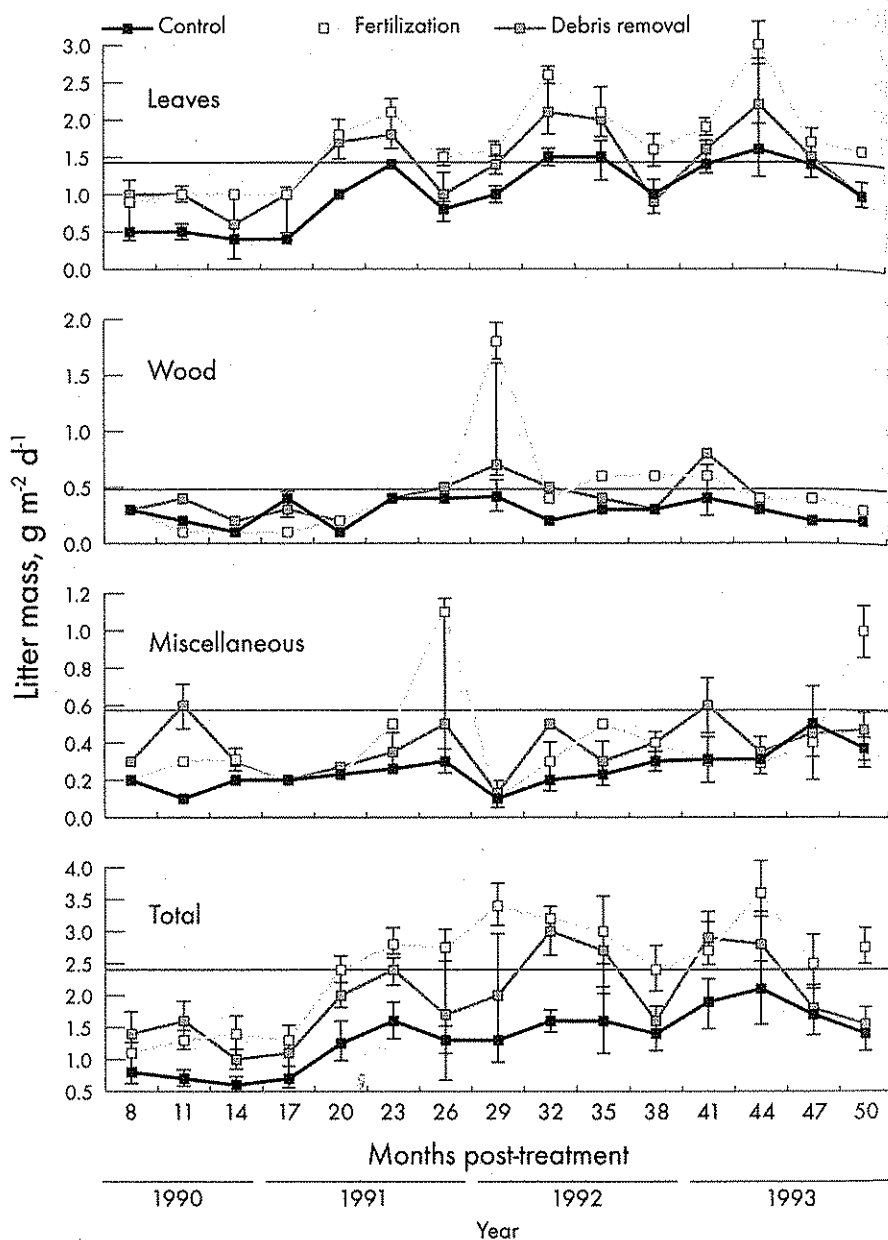 Control Fertilization Debris removal
3.0
Leaves
2.5
2.0
1.5
1.0
0.5
0.0
2.0
Wood
1.5
1.0
0.5
0.0
1.2
Miscellaneous
1.0
0.8
0.6
0.4
0.2
0.0
4.0
Total
3.5
3.0
2.5
2.0
1.5
1.0
0.5
Litter mass, g m⁻² d⁻¹
8 11 14 17 20 23 26 29 32 35 38 41 44 47 50
Months post-treatment
1990 1991 1992 1993
Year